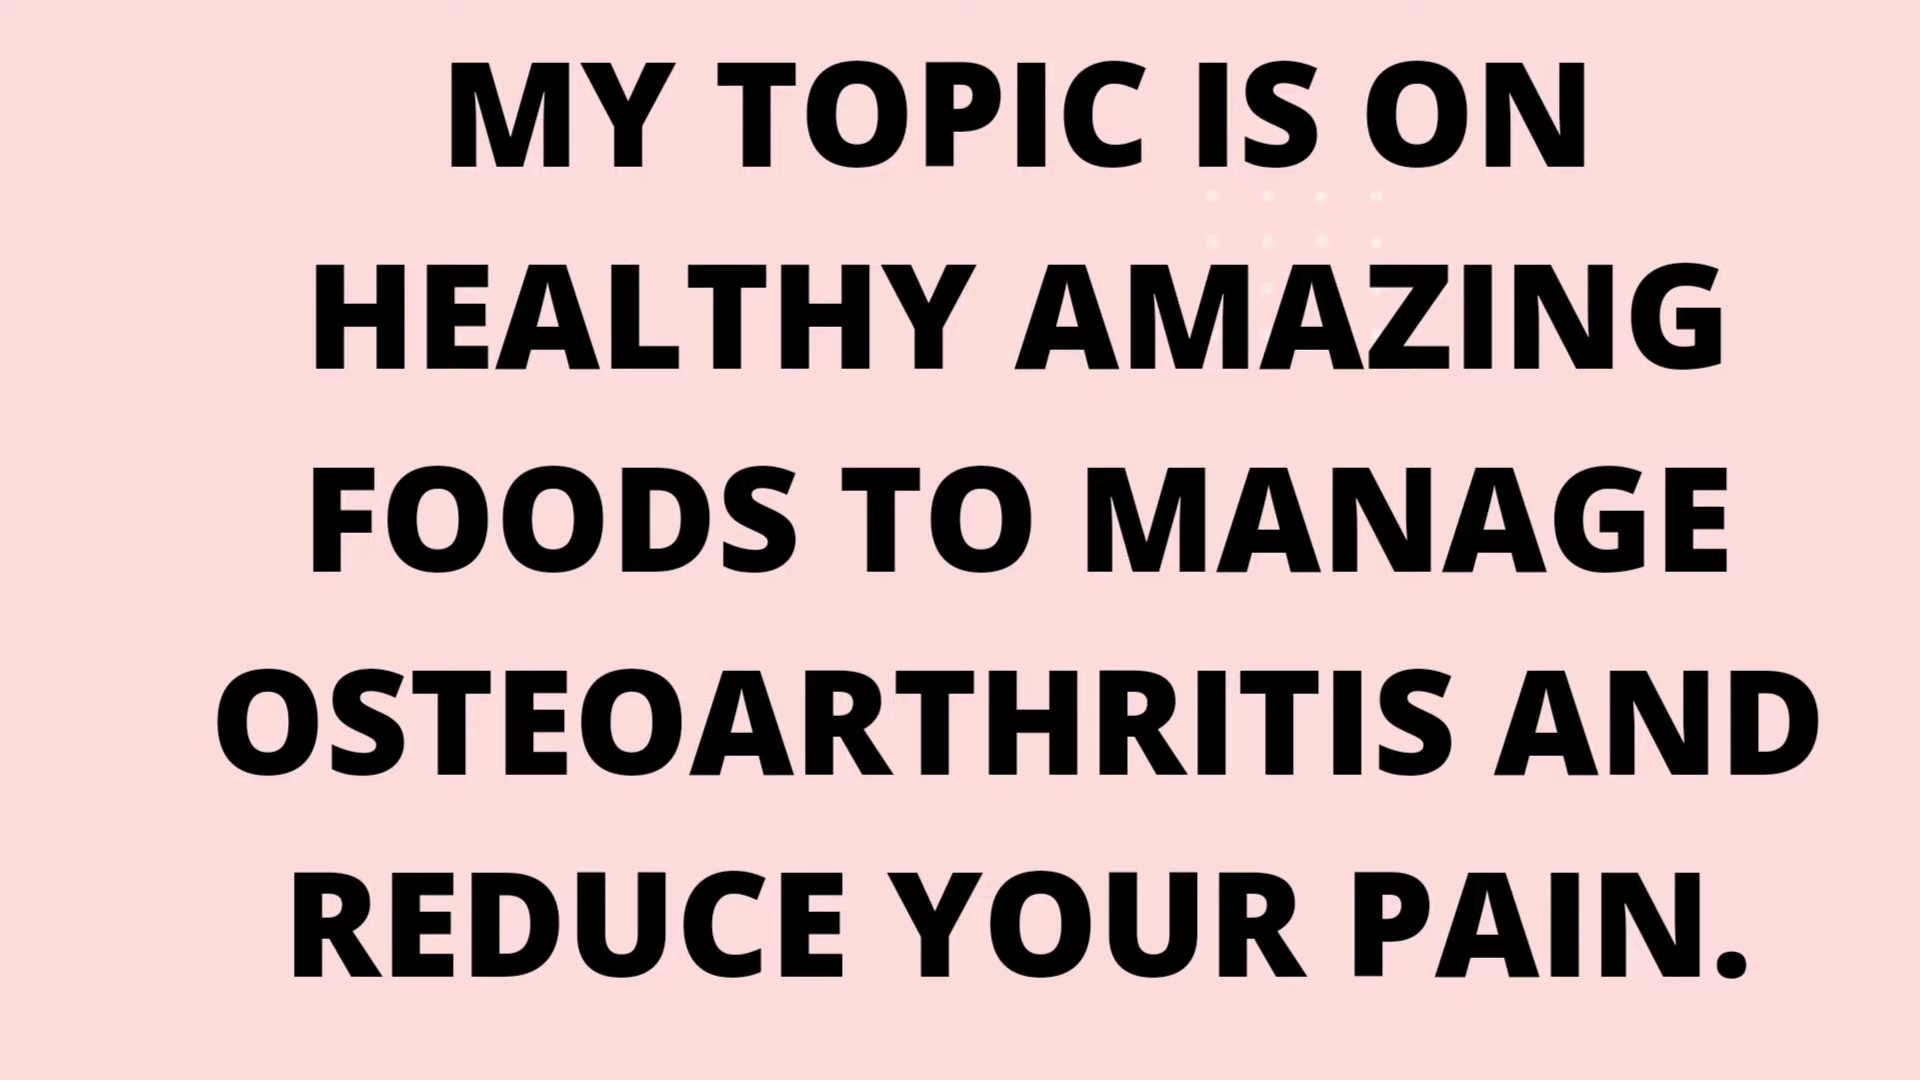 MY TOPIC IS ON
HEALTHY AMAZING
FOODS TO MANAGE
OSTEOARTHRITIS AND
REDUCE YOUR PAIN.